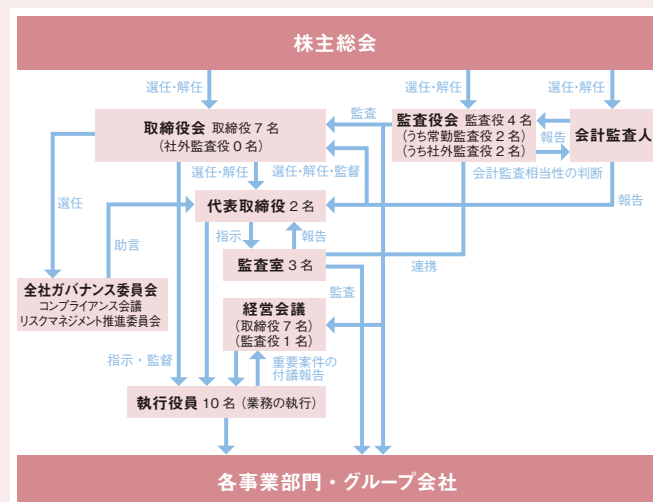 株主総会
選任・解任
選任・解任
選任・解任
取締役会 取締役7名
(社外監査役0名)
監査
監査役会 監査役4名
(うち常勤監査役2名)
(うち社外監査役2名)
報告
会計監査人
選任・解任
選任・解任・監督
会計監査相当性の判断
選任
代表取締役2名
報告
助言
指示
報告
監査室3名
連携
全社ガバナンス委員会
コンプライアンス会議
リスクマネジメント推進委員会
監査
経営会議
(取締役7名)
(監査役1名)
指示・監督
重要案件の
付議報告
執行役員10名(業務の執行)
各事業部門・グループ会社